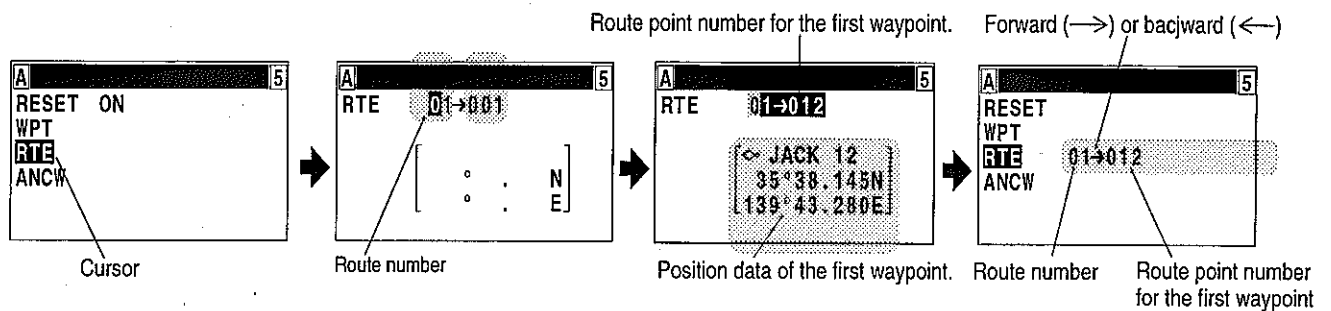 Route point number for the first waypoint.
Forward (—>) or bacjward (<—)
A 5
RESET ON
WPT
RTE
ANCW
Cursor
A 5
RTE 01→001
[ ° . N
° . E]
Route number
A 5
RTE 01→012
[◇ JACK 12
35°38.145N
139°43.280E]
Position data of the first waypoint.
A 5
RESET
WPT
RTE 01→012
ANCW
Route number
Route point number
for the first waypoint